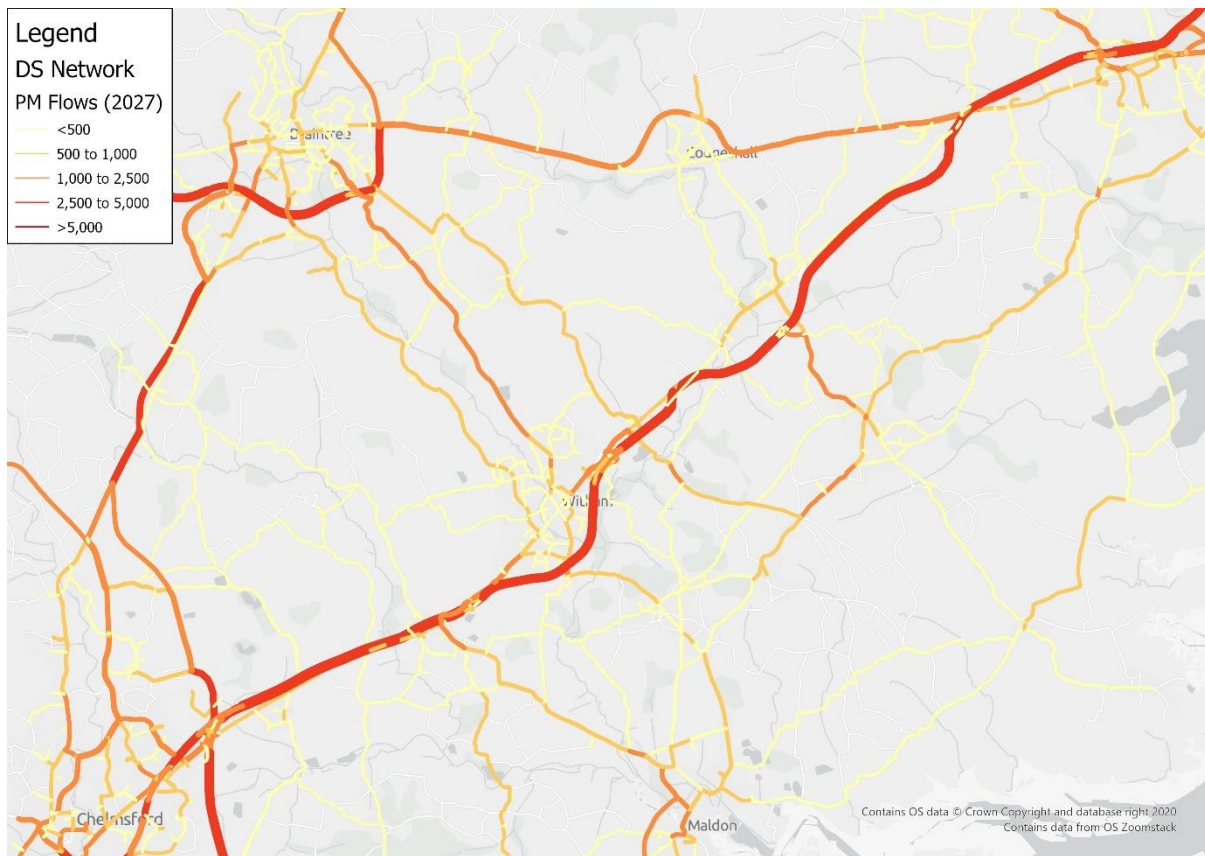 Legend
DS Network
PM Flows (2027)
<500
500 to 1,000
1,000 to 2,500
2,500 to 5,000
>5,000
Braintree
Coggeshall
Witham
Chelmsford
Maldon
Contains OS data © Crown Copyright and database right 2020
Contains data from OS Zoomstack